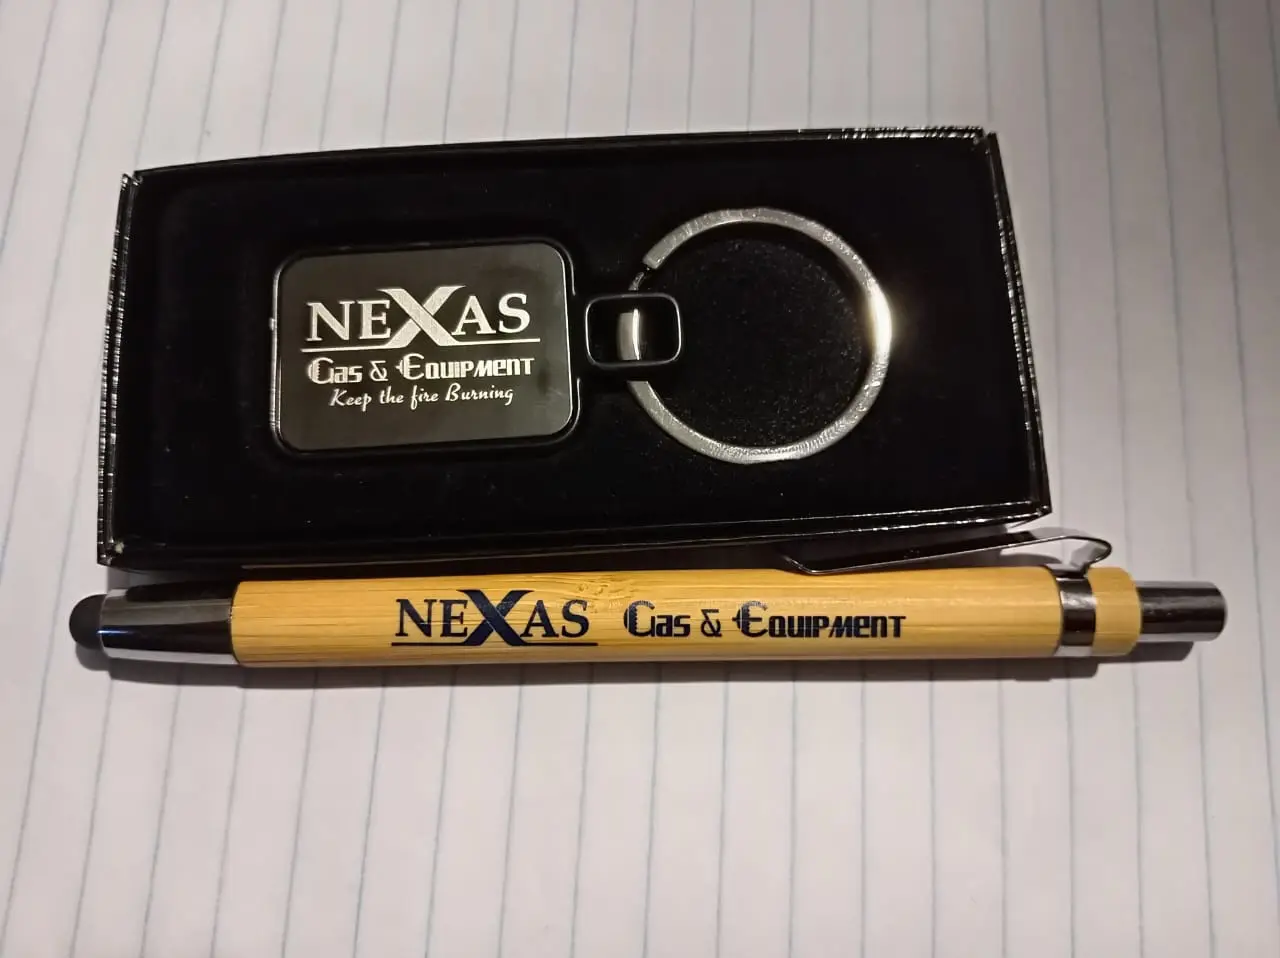 NEXAS
Gas & Equipment
Keep the fire Burning
NEXAS Gas & Equipment